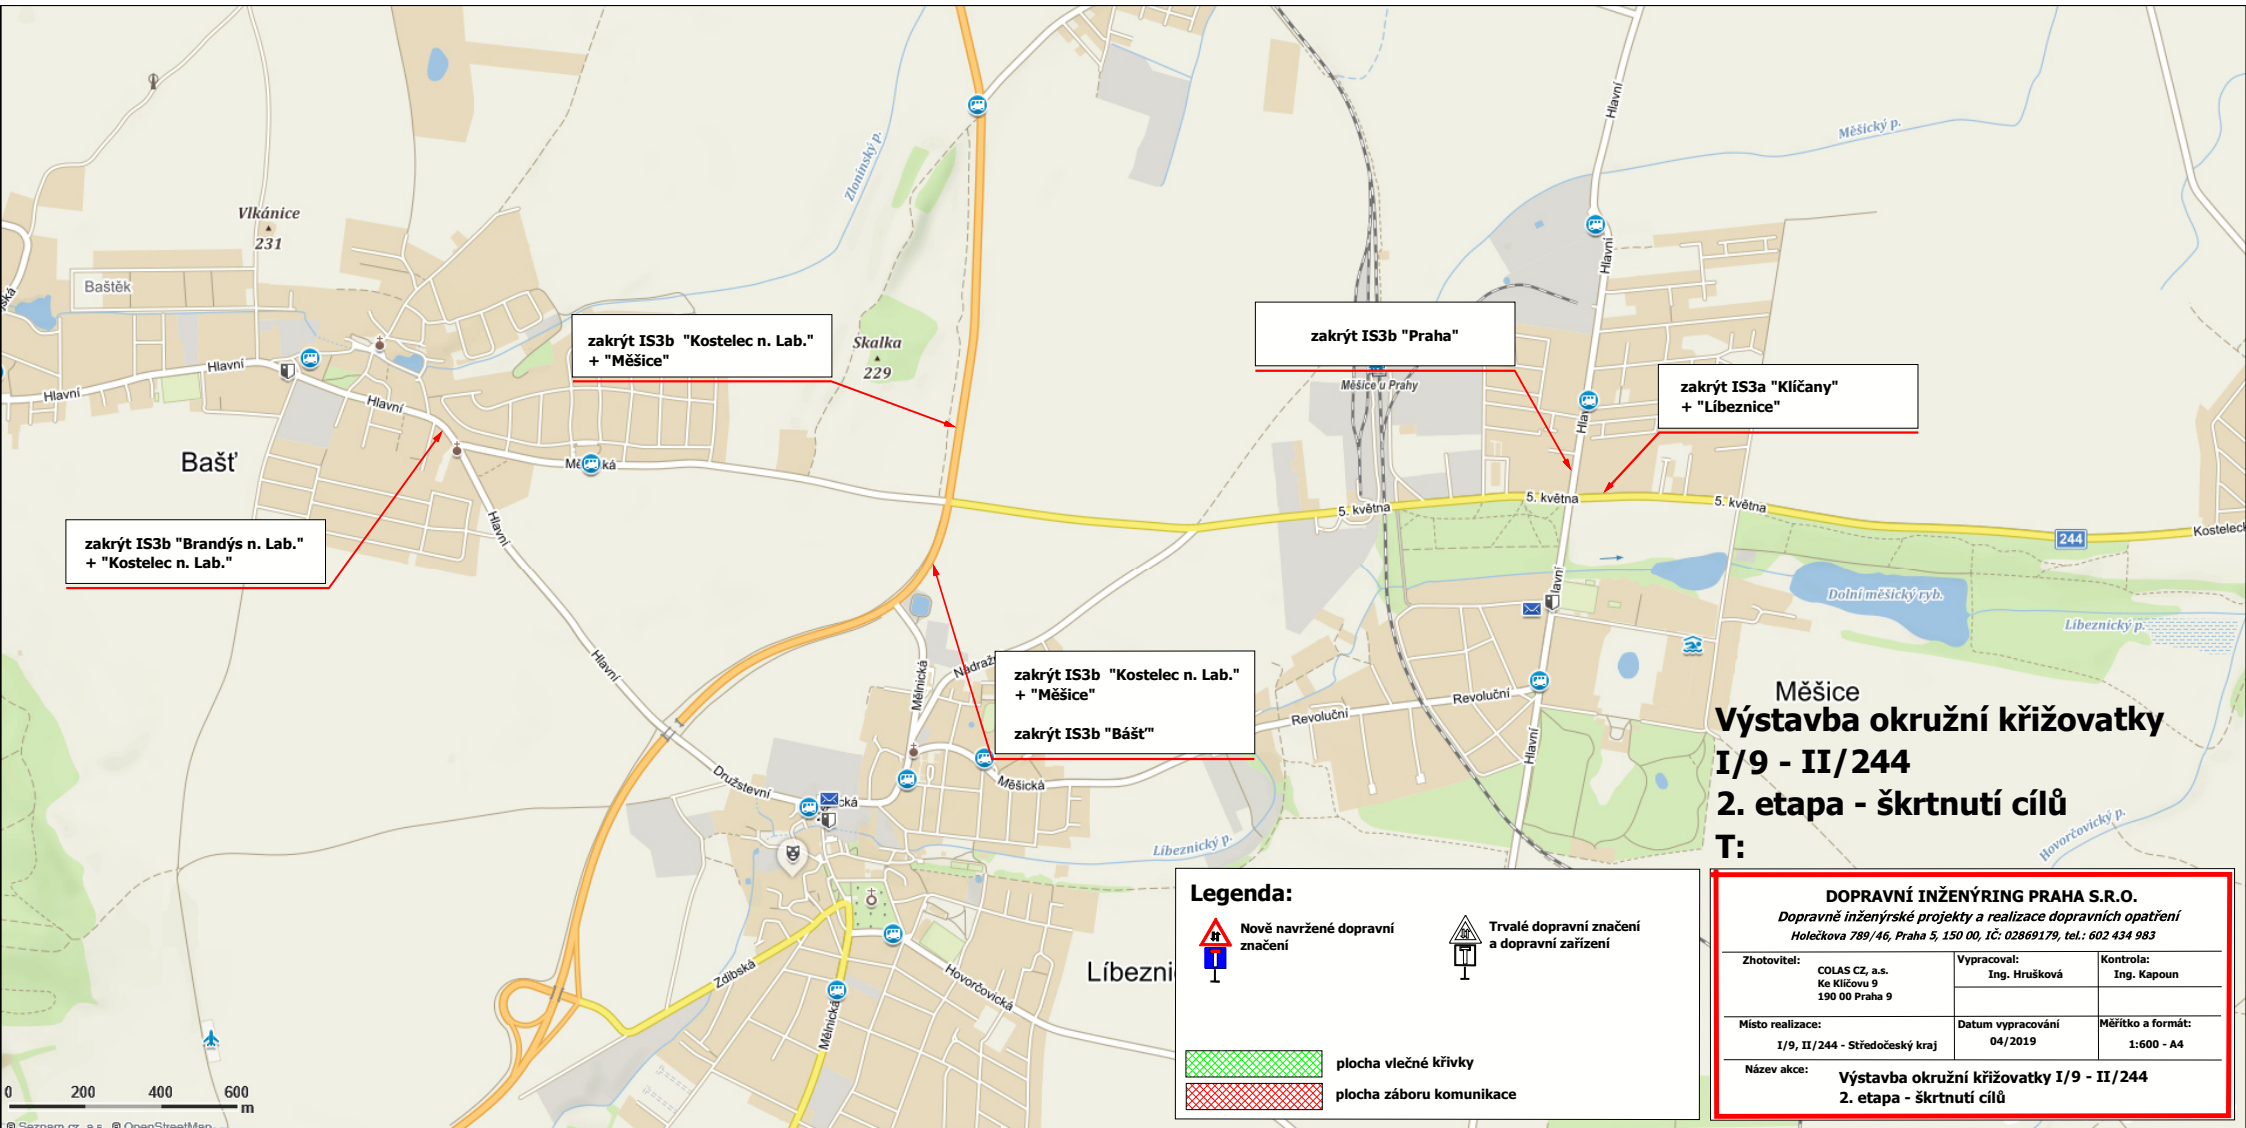 Hlavní
Měšický p.
Zlonínský p.
Vlkánice
231
Hlavní
Baštěk
ská
zakrýt IS3b "Kostelec n. Lab."
+ "Měšice"
Skalka
229
zakrýt IS3b "Praha"
Měšice u Prahy
zakrýt IS3a "Klíčany"
+ "Líbeznice"
Hlavní
Hlavní
Hlavní
Bašť
5. května
5. května
5. května
244
Kosteleck
Hlavní
zakrýt IS3b "Brandýs n. Lab."
+ "Kostelec n. Lab."
Dolní měšický ryb.
Líbeznický p.
Hlavní
Mělnická
zakrýt IS3b "Kostelec n. Lab."
+ "Měšice"
zakrýt IS3b "Bášť"
Revoluční
Revoluční
Měšice
Hlavní
Družstevní
Měšická
Líbeznický p.
Hovorčovický p.
Výstavba okružní křižovatky
I/9 - II/244
2. etapa - škrtnutí cílů
T:
Líbezni
Zdibská
Hovorčovická
Mělnická
Legenda:
Nově navržené dopravní
značení
Trvalé dopravní značení
a dopravní zařízení
plocha vlečné křivky
plocha záboru komunikace
DOPRAVNÍ INŽENÝRING PRAHA S.R.O.
Dopravně inženýrské projekty a realizace dopravních opatření
Holečkova 789/46, Praha 5, 150 00, IČ: 02869179, tel.: 602 434 983
Zhotovitel:
COLAS CZ, a.s.
Ke Klíčovu 9
190 00 Praha 9
Vypracoval:
Ing. Hrušková
Kontrola:
Ing. Kapoun
Místo realizace:
I/9, II/244 - Středočeský kraj
Datum vypracování
04/2019
Měřítko a formát:
1:600 - A4
Název akce:
Výstavba okružní křižovatky I/9 - II/244
2. etapa - škrtnutí cílů
0 200 400 600
m
© Seznam.cz, a.s., © OpenStreetMap